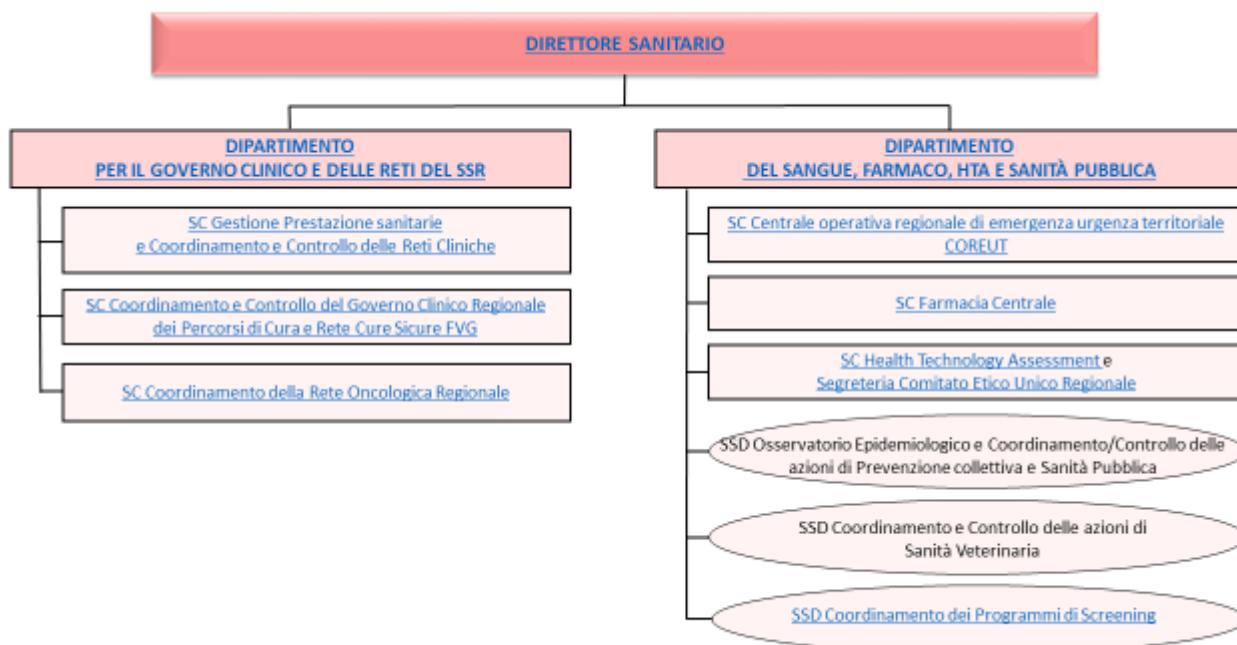 DIRETTORE SANITARIO
DIPARTIMENTO
PER IL GOVERNO CLINICO E DELLE RETI DEL SSR
SC Gestione Prestazione sanitarie
e Coordinamento e Controllo delle Reti Cliniche
SC Coordinamento e Controllo del Governo Clinico Regionale
dei Percorsi di Cura e Rete Cure Sicure FVG
SC Coordinamento della Rete Oncologica Regionale
DIPARTIMENTO
DEL SANGUE, FARMACO, HTA E SANITÀ PUBBLICA
SC Centrale operativa regionale di emergenza urgenza territoriale
COREUT
SC Farmacia Centrale
SC Health Technology Assessment e
Segreteria Comitato Etico Unico Regionale
SSD Osservatorio Epidemiologico e Coordinamento/Controllo delle
azioni di Prevenzione collettiva e Sanità Pubblica
SSD Coordinamento e Controllo delle azioni di
Sanità Veterinaria
SSD Coordinamento dei Programmi di Screening